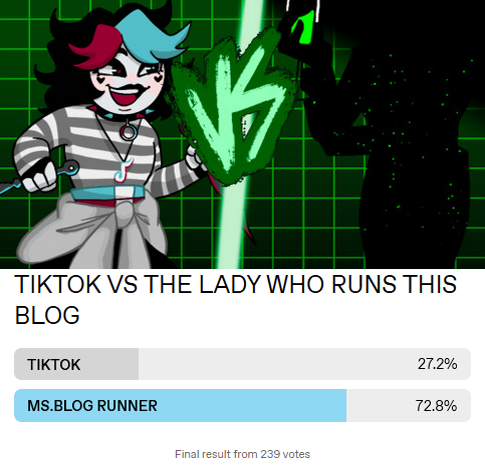 VS
TIKTOK VS THE LADY WHO RUNS THIS
BLOG
TIKTOK 27.2%
MS.BLOG RUNNER 72.8%
Final result from 239 votes